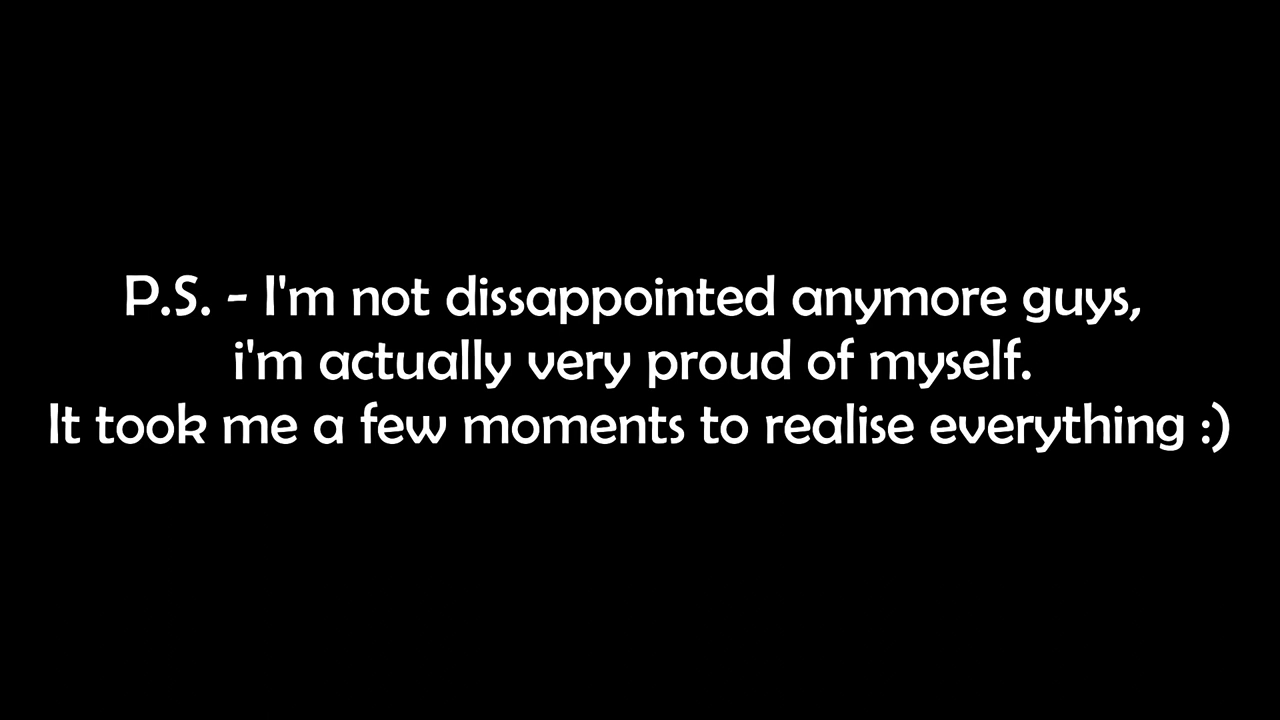 P.S. - I'm not dissappointed anymore guys,
i'm actually very proud of myself.
It took me a few moments to realise everything :)